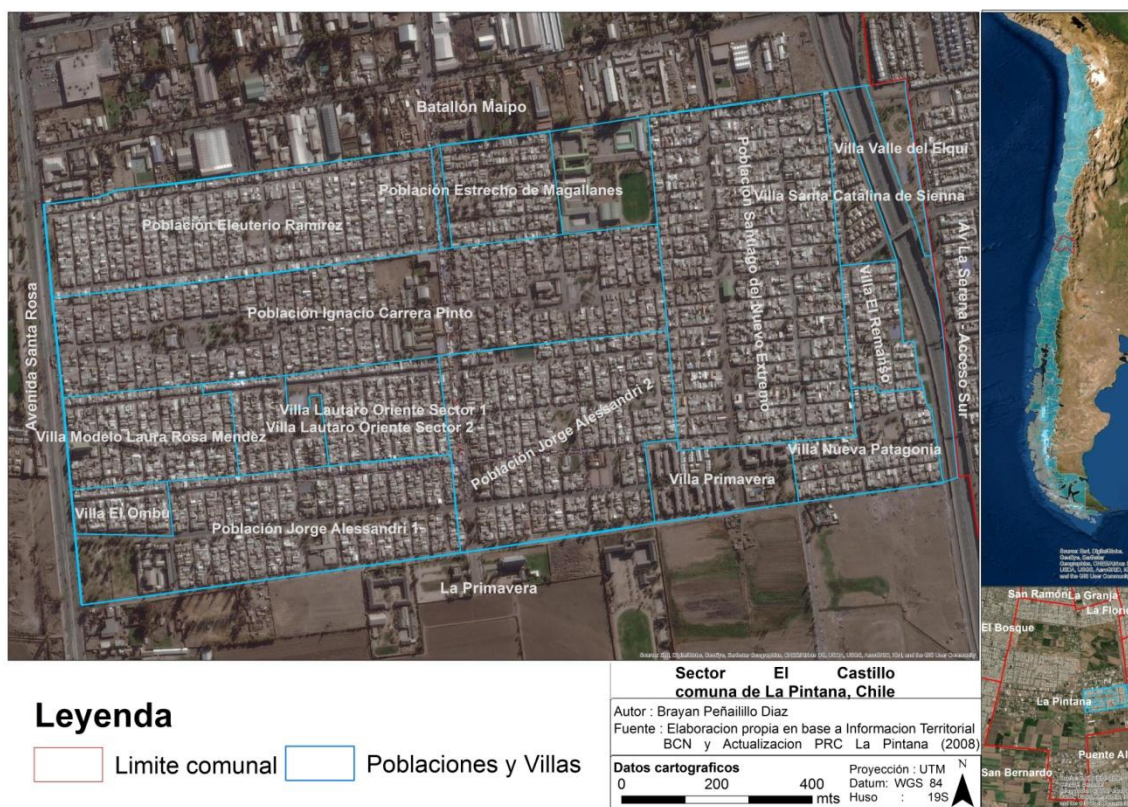 Batallón Maipo
Villa Valle del Elqui
Población Estrecho de Magallanes
Villa Santa Catalina de Sienna
Población Eleuterio Ramírez
Población Santiago del Nuevo Extremo
Av La Serena - Acceso Sur
Avenida Santa Rosa
Población Ignacio Carrera Pinto
Villa El Remanso
Villa Lautaro Oriente Sector 1
Villa Lautaro Oriente Sector 2 -
Villa Modelo Laura Rosa Mendez
Población Jorge Alessandri 2
Villa Nueva Patagonia
Villa Primavera
Villa El Ombú
Población Jorge Alessandri 1-
La Primavera
Leyenda
Limite comunal
Poblaciones y Villas
Sector El Castillo
comuna de La Pintana, Chile
Autor : Brayan Peñailillo Diaz
Fuente : Elaboracion propia en base a Informacion Territorial
BCN y Actualizacion PRC La Pintana (2008)
Datos cartograficos
0 200 400
mts
Proyección : UTM
Datum: WGS 84
Huso : 19S
N
San Ramón
La Granja
La Flori
El Bosque
La Pintana
Puente Al
San Bernardo